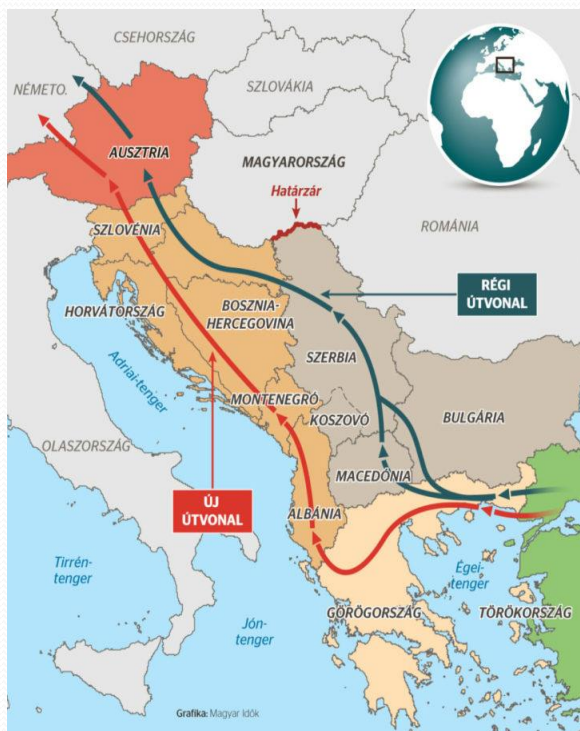 CSEHORSZÁG
NÉMETO.
SZLOVÁKIA
AUSZTRIA
MAGYARORSZÁG
Határzár
SZLOVÉNIA
ROMÁNIA
RÉGI
ÚTVONAL
HORVÁTORSZÁG
BOSZNIA-
HERCEGOVINA
SZERBIA
Adriai-tenger
MONTENEGRÓ
KOSZOVÓ
BULGÁRIA
OLASZORSZÁG
MACEDÓNIA
ÚJ
ÚTVONAL
ALBÁNIA
Tirrén-
tenger
Égei-
tenger
GÖRÖGORSZÁG
TÖRÖKORSZÁG
Jón-
tenger
Grafika: Magyar Idők